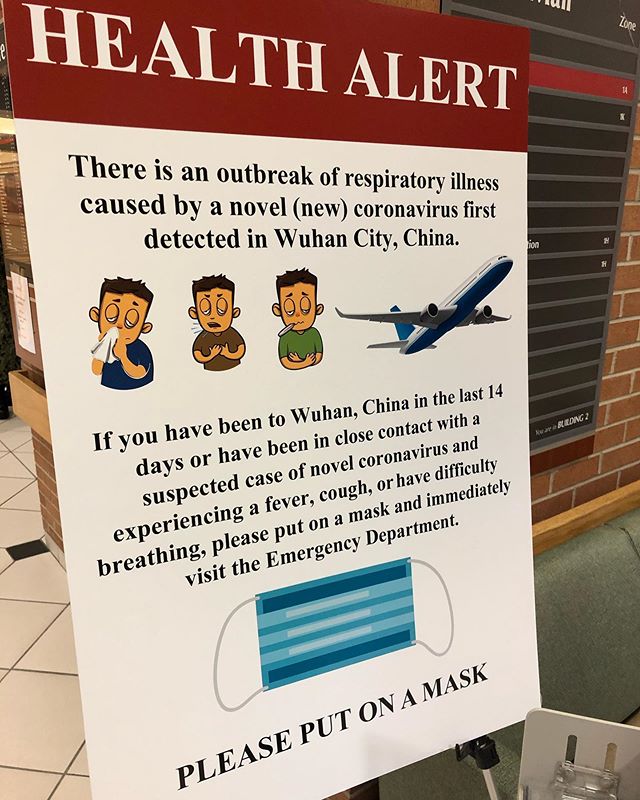 HEALTH ALERT
There is an outbreak of respiratory illness
caused by a novel (new) coronavirus first
detected in Wuhan City, China.
If you have been to Wuhan, China in the last 14
days or have been in close contact with a
suspected case of novel coronavirus and
experiencing a fever, cough, or have difficulty
breathing, please put on a mask and immediately
visit the Emergency Department.
PLEASE PUT ON A MASK
Zone
14
1K
1H
1H
You are in BUILDING 2